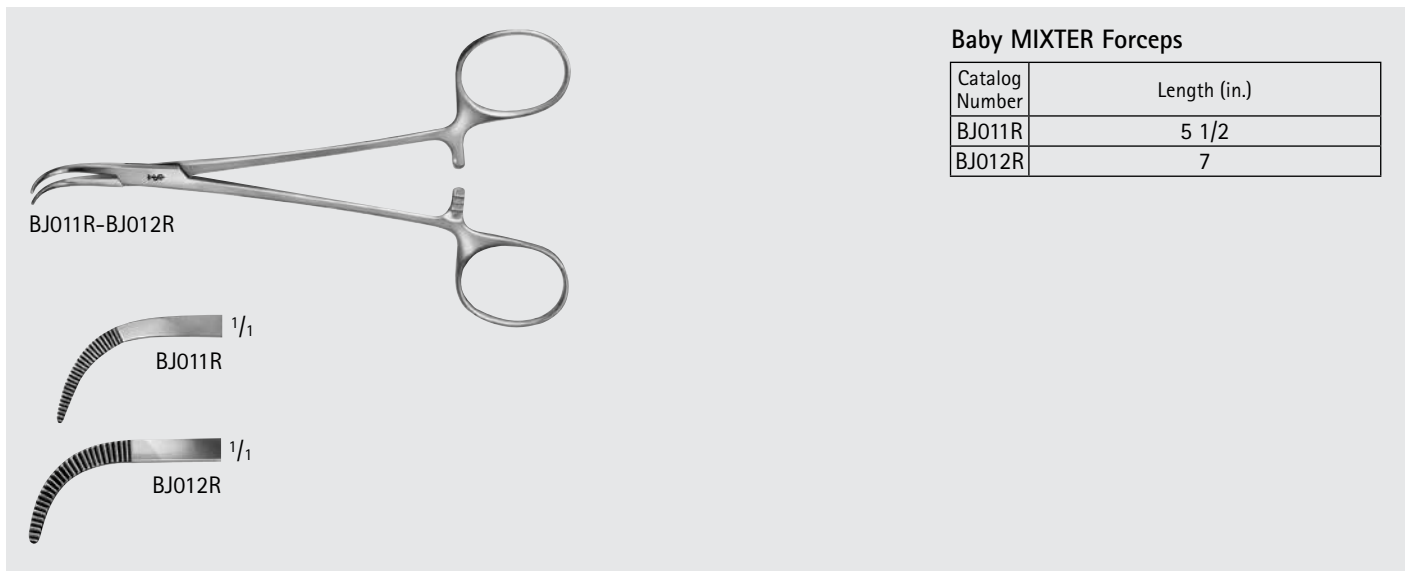 Baby MIXTER Forceps
Catalog
Number
Length (in.)
BJ011R 5 1/2
BJ012R 7
BJ011R-BJ012R
1/1
BJ011R
1/1
BJ012R